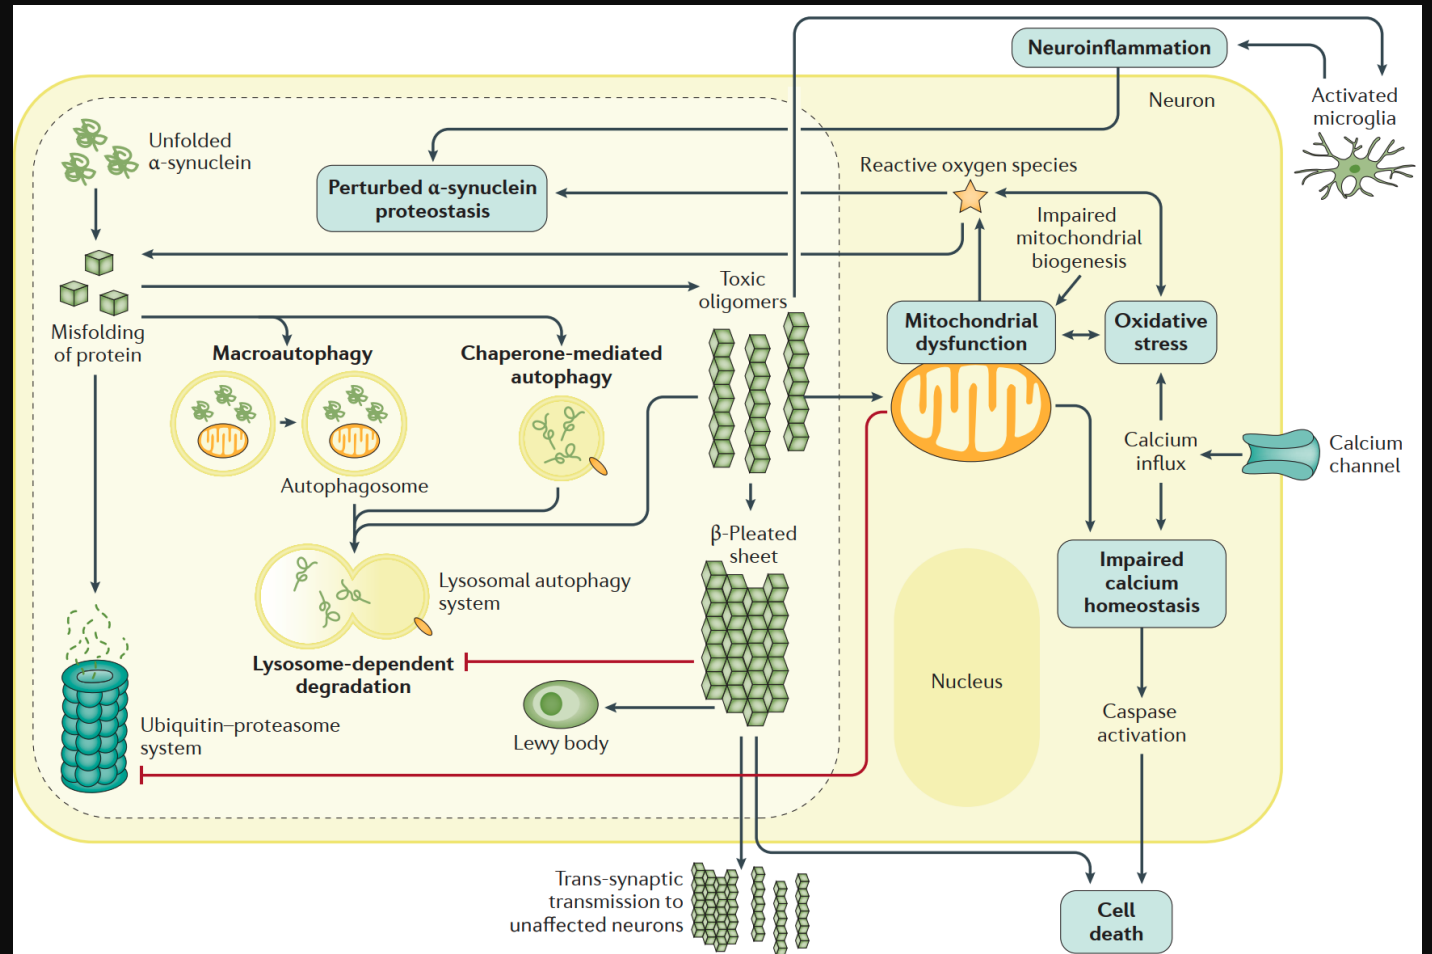 Neuroinflammation
Neuron
Activated
microglia
Unfolded
α-synuclein
Perturbed α-synuclein
proteostasis
Reactive oxygen species
Impaired
mitochondrial
biogenesis
Toxic
oligomers
Misfolding
of protein
Macroautophagy
Chaperone-mediated
autophagy
Mitochondrial
dysfunction
Oxidative
stress
Autophagosome
Calcium
influx
Calcium
channel
β-Pleated
sheet
Lysosomal autophagy
system
Impaired
calcium
homeostasis
Lysosome-dependent
degradation
Nucleus
Ubiquitin–proteasome
system
Lewy body
Caspase
activation
Trans-synaptic
transmission to
unaffected neurons
Cell
death